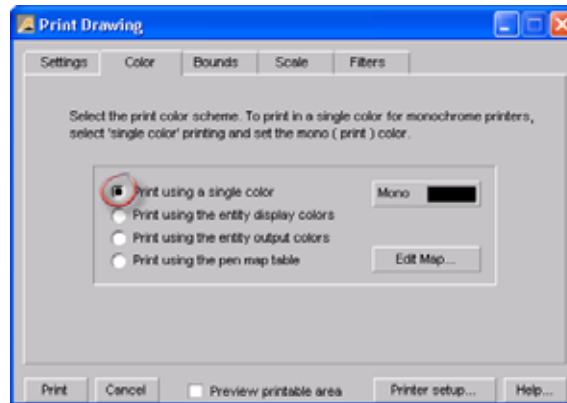 Print Drawing
Settings Color Bounds Scale Filters
Select the print color scheme. To print in a single color for monochrome printers,
select 'single color' printing and set the mono ( print ) color.
Print using a single color Mono
Print using the entity display colors
Print using the entity output colors
Print using the pen map table Edit Map...
Print Cancel Preview printable area Printer setup... Help...